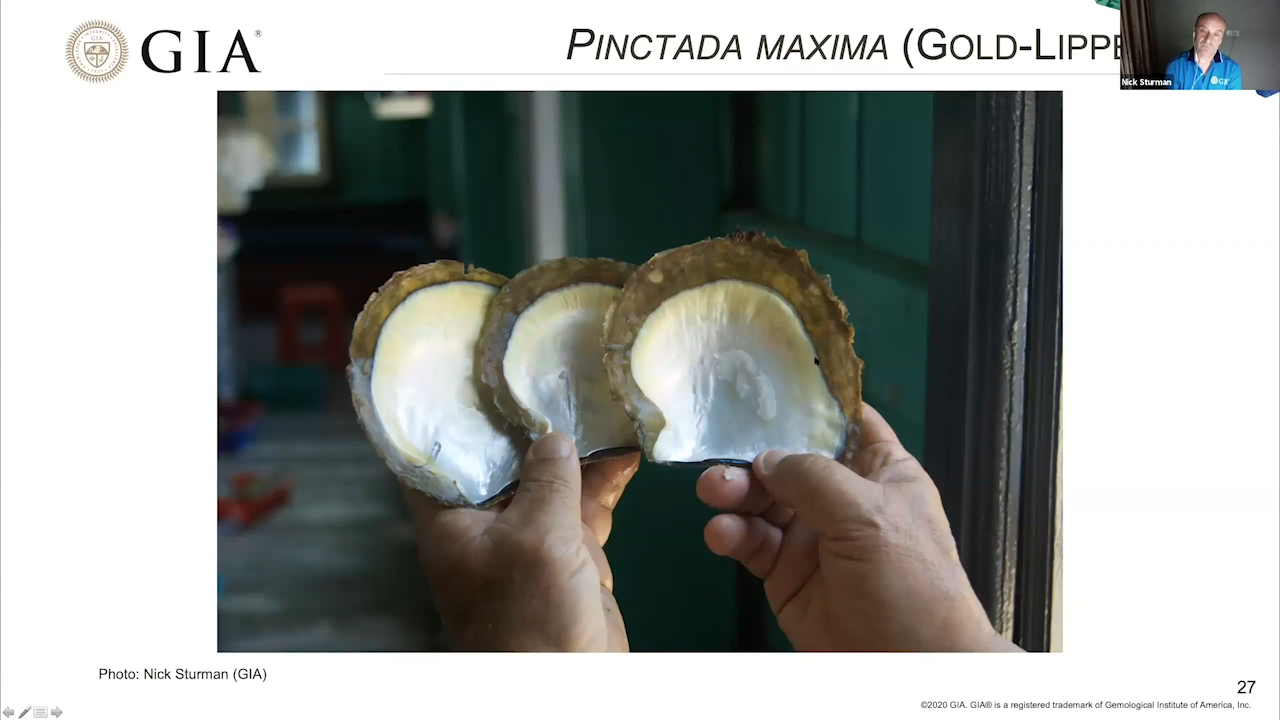 GIA®
PINCTADA MAXIMA (GOLD-LIPPE
Nick Sturman
Photo: Nick Sturman (GIA)
27
©2020 GIA. GIA® is a registered trademark of Gemological Institute of America, Inc.